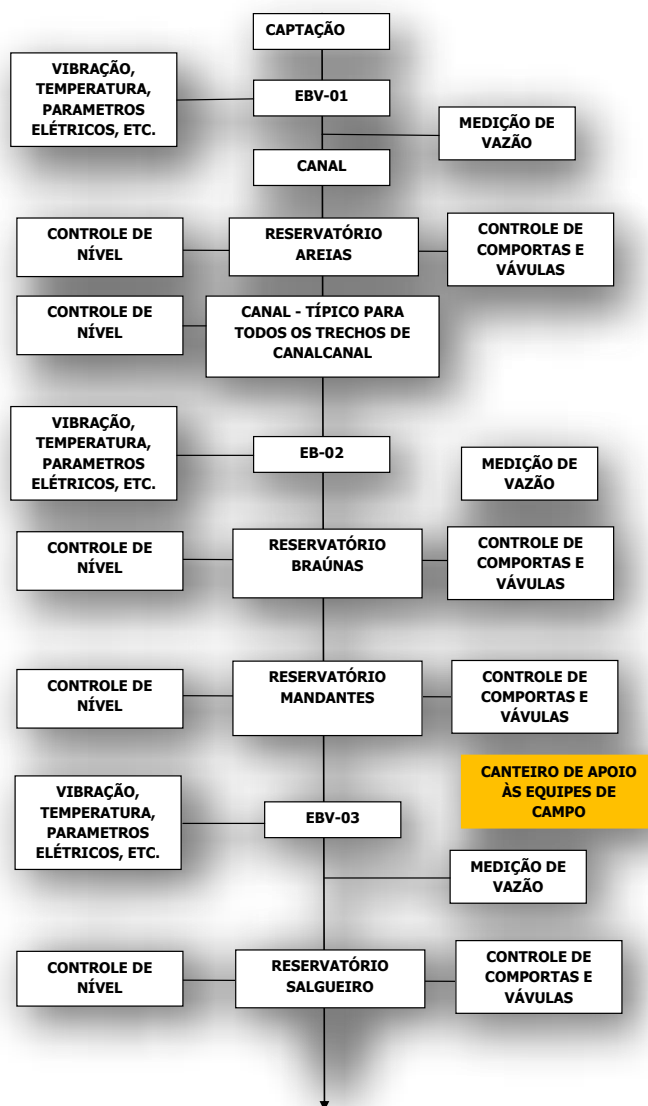 CAPTAÇÃO
VIBRAÇÃO,
TEMPERATURA,
PARAMETROS
ELÉTRICOS, ETC.
EBV-01
MEDIÇÃO DE
VAZÃO
CANAL
CONTROLE DE
NÍVEL
RESERVATÓRIO
AREIAS
CONTROLE DE
COMPORTAS E
VÁVULAS
CONTROLE DE
NÍVEL
CANAL - TÍPICO PARA
TODOS OS TRECHOS DE
CANALCANAL
VIBRAÇÃO,
TEMPERATURA,
PARAMETROS
ELÉTRICOS, ETC.
EB-02
MEDIÇÃO DE
VAZÃO
CONTROLE DE
NÍVEL
RESERVATÓRIO
BRAÚNAS
CONTROLE DE
COMPORTAS E
VÁVULAS
CONTROLE DE
NÍVEL
RESERVATÓRIO
MANDANTES
CONTROLE DE
COMPORTAS E
VÁVULAS
CANTEIRO DE APOIO
ÀS EQUIPES DE
CAMPO
VIBRAÇÃO,
TEMPERATURA,
PARAMETROS
ELÉTRICOS, ETC.
EBV-03
MEDIÇÃO DE
VAZÃO
CONTROLE DE
NÍVEL
RESERVATÓRIO
SALGUEIRO
CONTROLE DE
COMPORTAS E
VÁVULAS